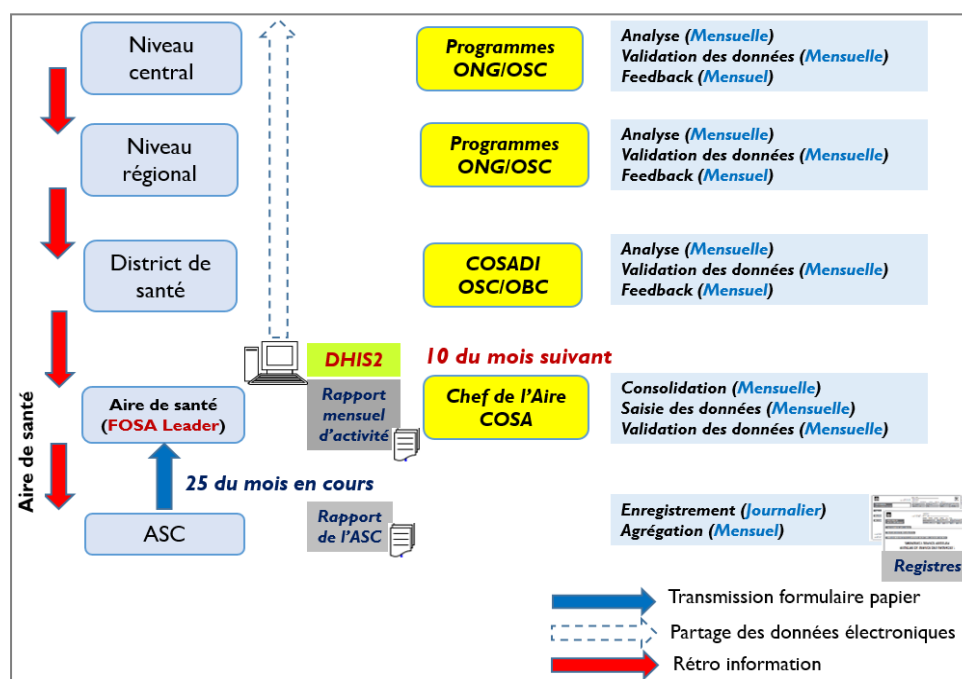 Niveau
central
Programmes
ONG/OSC
Analyse (Mensuelle)
Validation des données (Mensuelle)
Feedback (Mensuel)
Niveau
régional
Programmes
ONG/OSC
Analyse (Mensuelle)
Validation des données (Mensuelle)
Feedback (Mensuel)
District de
santé
COSADI
OSC/OBC
Analyse (Mensuelle)
Validation des données (Mensuelle)
Feedback (Mensuel)
DHIS2
10 du mois suivant
Aire de santé
Aire de santé
(FOSA Leader)
Rapport
mensuel
d'activité
Chef de l'Aire
COSA
Consolidation (Mensuelle)
Saisie des données (Mensuelle)
Validation des données (Mensuelle)
25 du mois en cours
ASC
Rapport
de l'ASC
Enregistrement (Journalier)
Agrégation (Mensuel)
Registres
Transmission formulaire papier
Partage des données électroniques
Rétro information